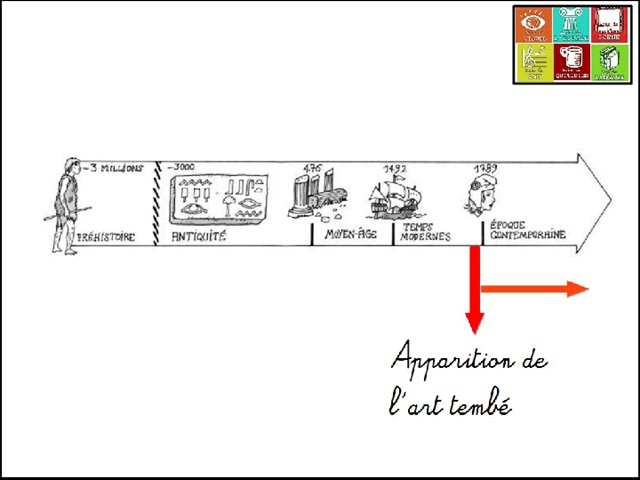 -3 MILLIONS
-3000
476
1492
1789
PRÉHISTOIRE
ANTIQUITÉ
MOYEN-ÂGE
TEMPS
MODERNES
ÉPOQUE
CONTEMPORAINE
Apparition de
l'art tembé